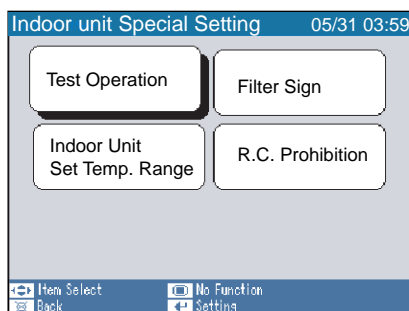 Indoor unit Special Setting 05/31 03:59
Test Operation
Filter Sign
Indoor Unit
Set Temp. Range
R.C. Prohibition
Item Select No Function
Back Setting